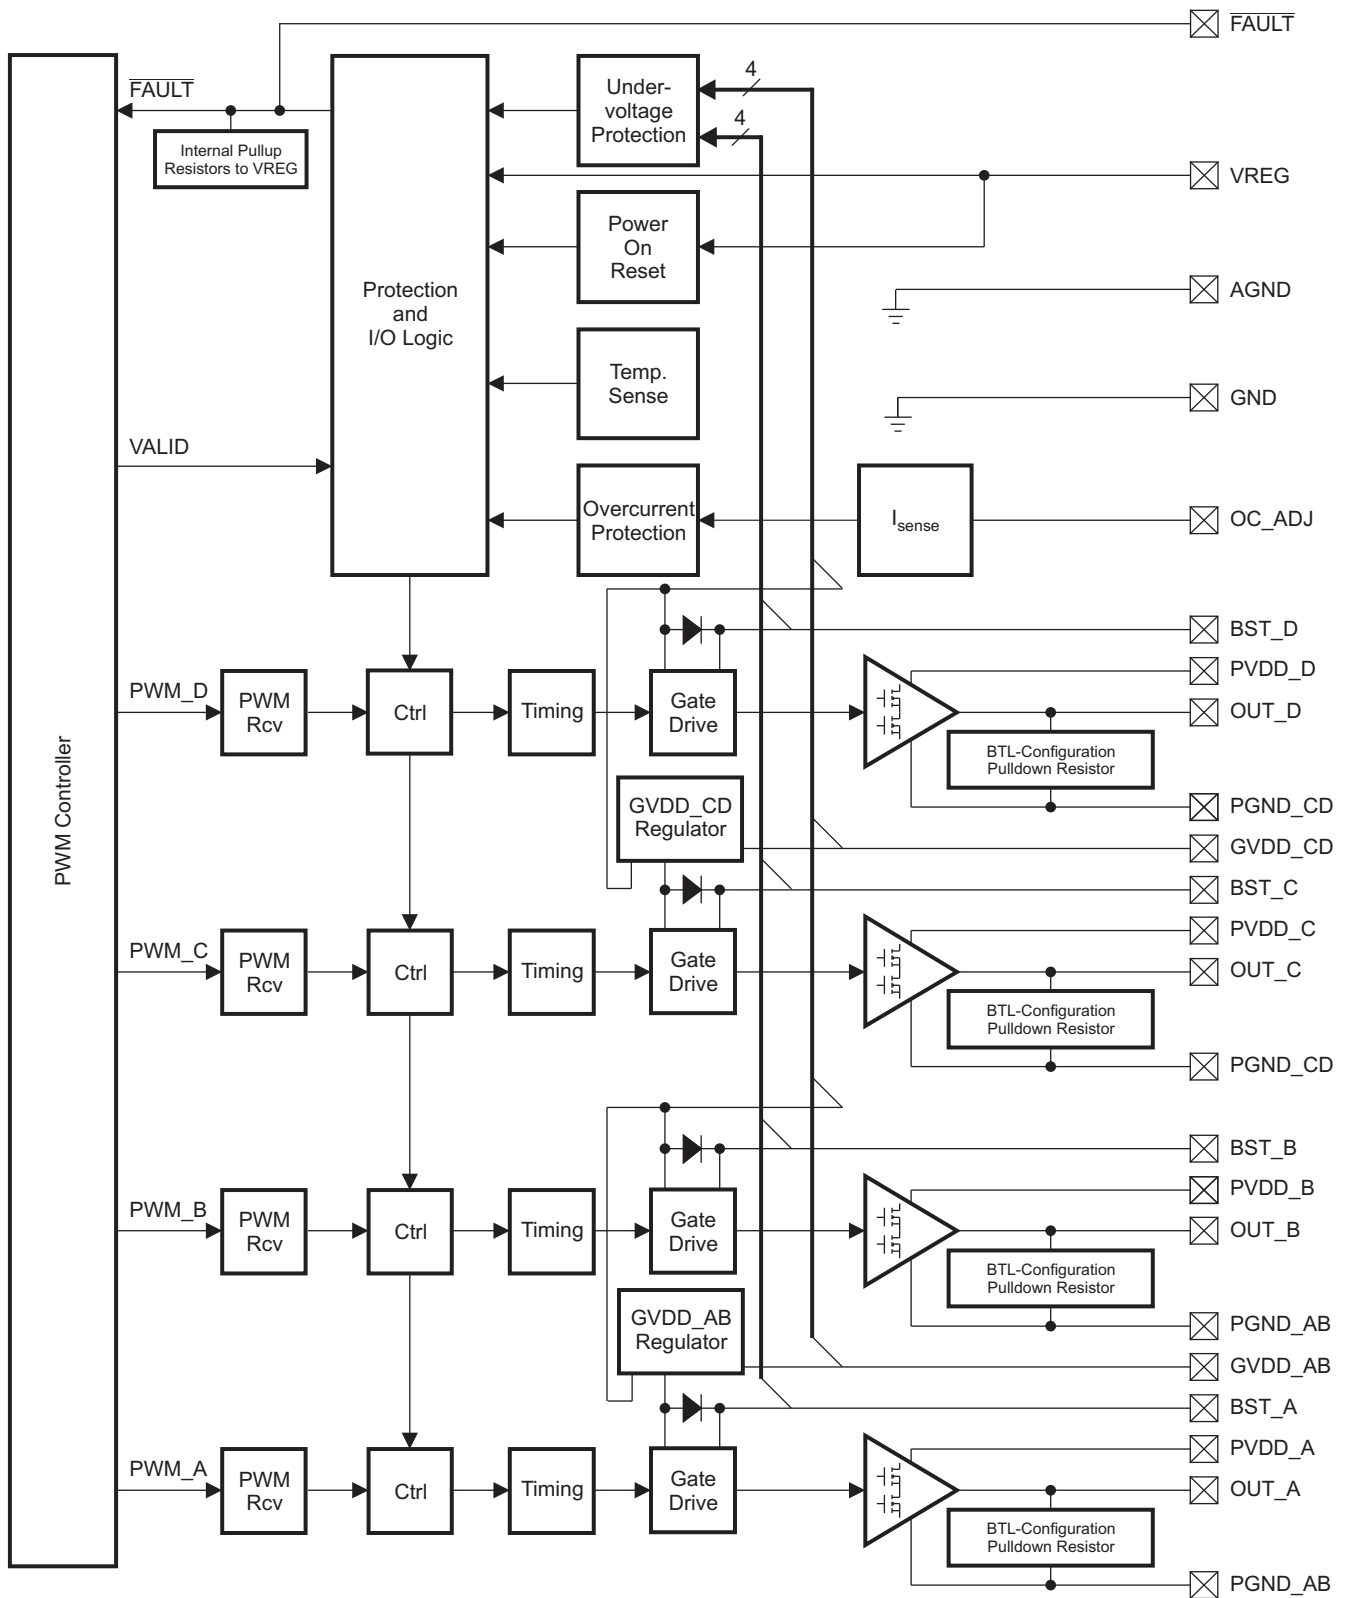 FAULT
FAULT
Under-
voltage
Protection
4
4
Internal Pullup
Resistors to VREG
VREG
Power
On
Reset
Protection
and
I/O Logic
AGND
Temp.
Sense
GND
VALID
Overcurrent
Protection
Isense
OC_ADJ
BST_D
PVDD_D
PWM_D
PWM
Rcv
Ctrl
Timing
Gate
Drive
OUT_D
BTL-Configuration
Pulldown Resistor
PWM Controller
GVDD_CD
Regulator
PGND_CD
GVDD_CD
BST_C
PVDD_C
PWM_C
PWM
Rcv
Ctrl
Timing
Gate
Drive
OUT_C
BTL-Configuration
Pulldown Resistor
PGND_CD
BST_B
PVDD_B
PWM_B
PWM
Rcv
Ctrl
Timing
Gate
Drive
OUT_B
BTL-Configuration
Pulldown Resistor
GVDD_AB
Regulator
PGND_AB
GVDD_AB
BST_A
PVDD_A
PWM_A
PWM
Rcv
Ctrl
Timing
Gate
Drive
OUT_A
BTL-Configuration
Pulldown Resistor
PGND_AB